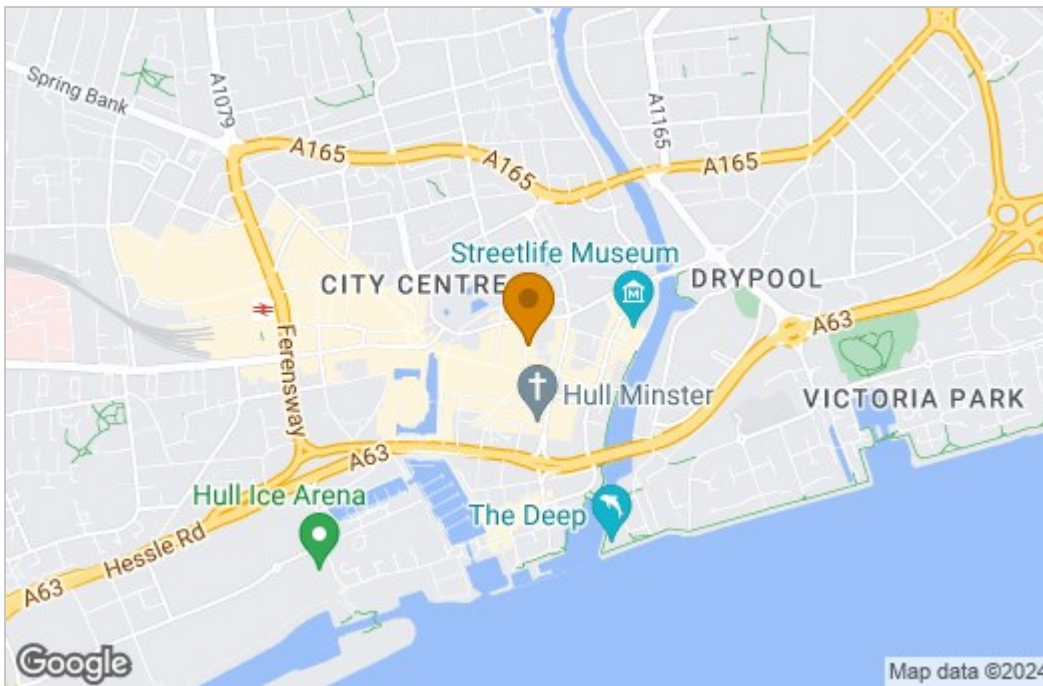 Spring Bank
A1079
A165
A165
A1165
A165
Streetlife Museum
CITY CENTRE
DRYPOOL
Ferensway
A63
Hull Minster
VICTORIA PARK
A63
Hull Ice Arena
The Deep
Hessle Rd
A63
Google
Map data ©2024